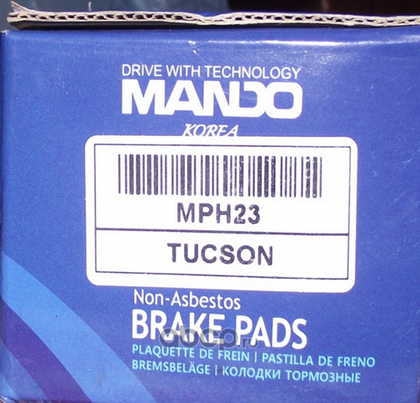 DRIVE WITH TECHNOLOGY
MANDO
KOREA
MPH23
TUCSON
Non-Asbestos
BRAKE PADS
PLAQUETTE DE FREIN | PASTILLA DE FRENO
BREMSBELÄGE | КОЛОДКИ ТОРМОЗНЫЕ